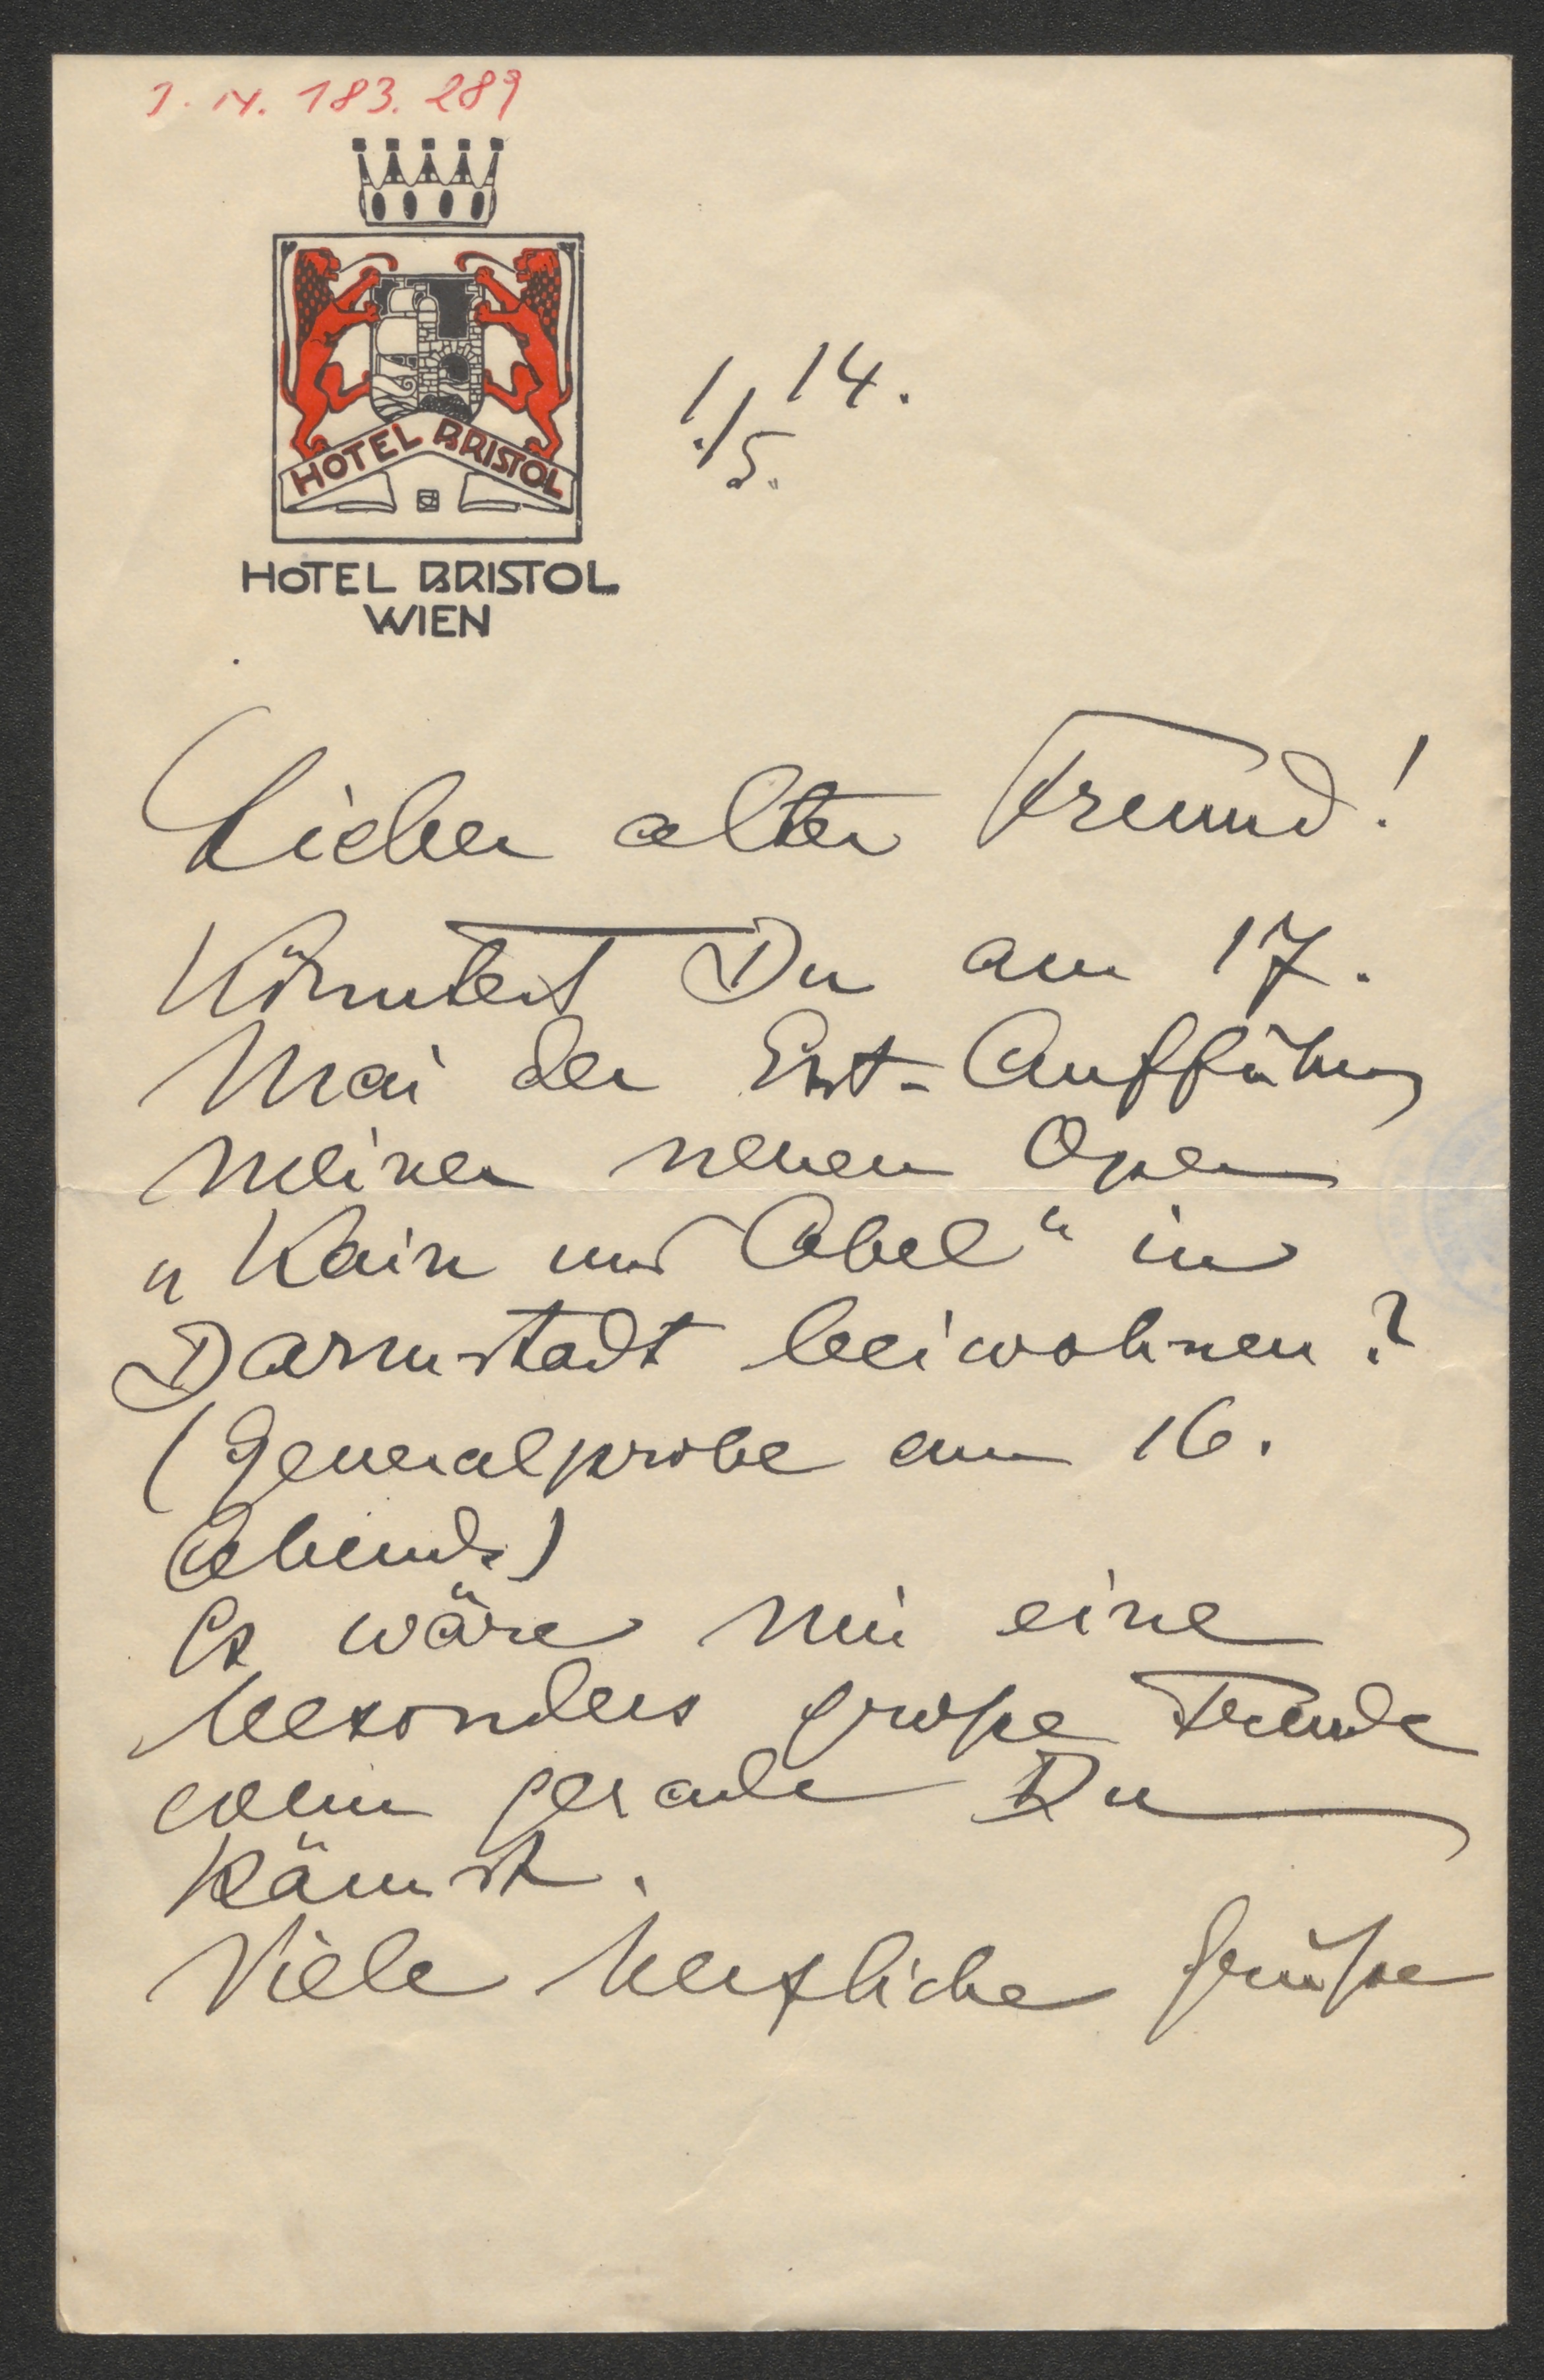 I. N. 183.289
HOTEL BRISTOL
HOTEL BRISTOL
WIEN
1./5. 14.
Lieber alter Freund!
Könntest Du am 17.
Mai der Erst-Aufführung
meiner neuen Oper
„Kain und Abel“ in
Darmstadt beiwohnen?
(Generalprobe am 16.
Abends)
Es wäre mir eine
besonders große Freude
wenn gerade Du
kämst.
Viele herzliche Grüße